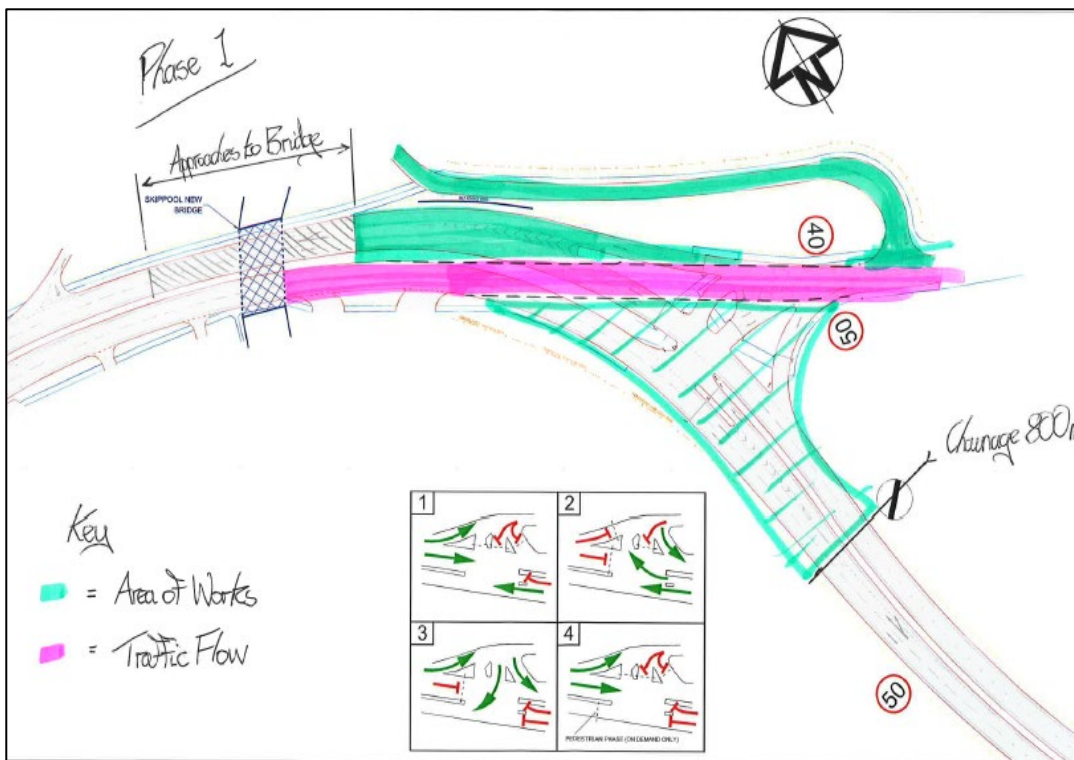 Phase 1
N
Approaches to Bridge
SKIPPOOL NEW
BRIDGE
40
50
Chainage 800m
Key
= Area of Works
= Traffic Flow
1
2
3
4
PEDESTRIAN PHASE (ON DEMAND ONLY)
50